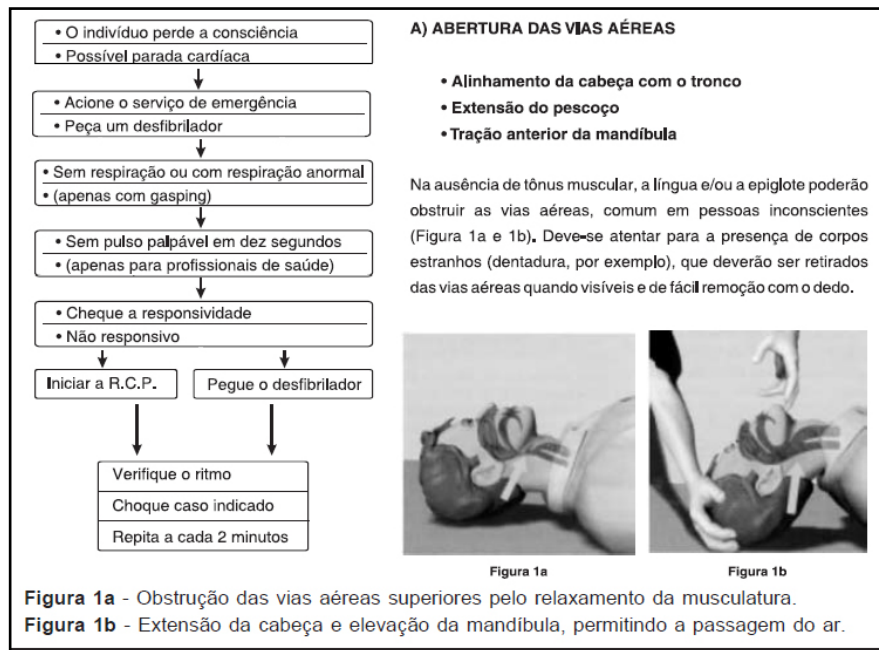 • O indivíduo perde a consciência
• Possível parada cardíaca
• Acione o serviço de emergência
• Peça um desfibrilador
• Sem respiração ou com respiração anormal
• (apenas com gasping)
• Sem pulso palpável em dez segundos
• (apenas para profissionais de saúde)
• Cheque a responsividade
• Não responsivo
Iniciar a R.C.P.
Pegue o desfibrilador
Verifique o ritmo
Choque caso indicado
Repita a cada 2 minutos
A) ABERTURA DAS VIAS AÉREAS
• Alinhamento da cabeça com o tronco
• Extensão do pescoço
• Tração anterior da mandíbula
Na ausência de tônus muscular, a língua e/ou a epiglote poderão
obstruir as vias aéreas, comum em pessoas inconscientes
(Figura 1a e 1b). Deve-se atentar para a presença de corpos
estranhos (dentadura, por exemplo), que deverão ser retirados
das vias aéreas quando visíveis e de fácil remoção com o dedo.
Figura 1a
Figura 1b
Figura 1a - Obstrução das vias aéreas superiores pelo relaxamento da musculatura.
Figura 1b - Extensão da cabeça e elevação da mandíbula, permitindo a passagem do ar.